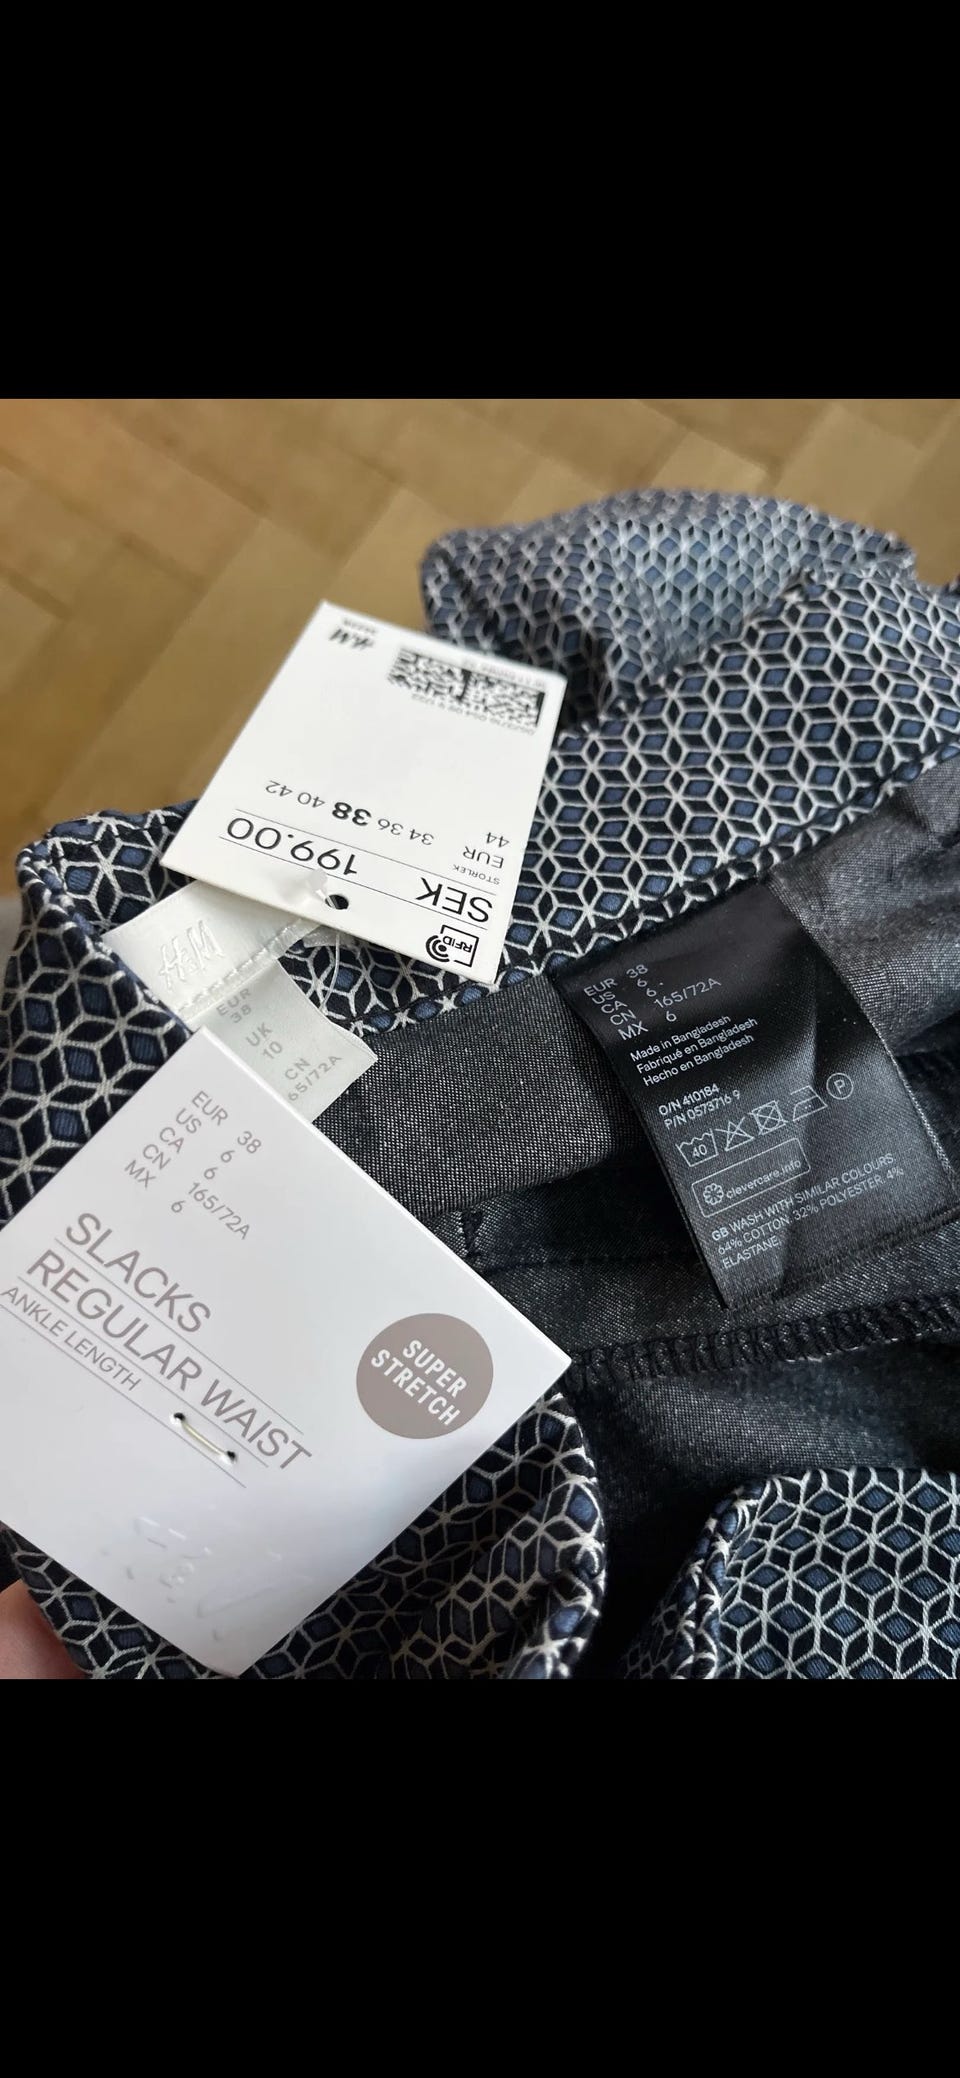 RFID
SEK 199.00
STORLEK
EUR 34 36 38 40 42
44
H&M
H&M
EUR
38
UK
10
CN
65/72A
EUR 38
US 6
CA 6
CN 165/72A
MX 6
SLACKS
REGULAR WAIST
ANKLE LENGTH
SUPER
STRETCH
EUR 38
US 6
CA 6
CN 165/72A
MX 6
Made in Bangladesh
Fabriqué en Bangladesh
Hecho en Bangladesh
O/N 410184
P/N 0573716 9
40 P
clevercare.info
GB WASH WITH SIMILAR COLOURS.
64% COTTON. 32% POLYESTER. 4%
ELASTANE.